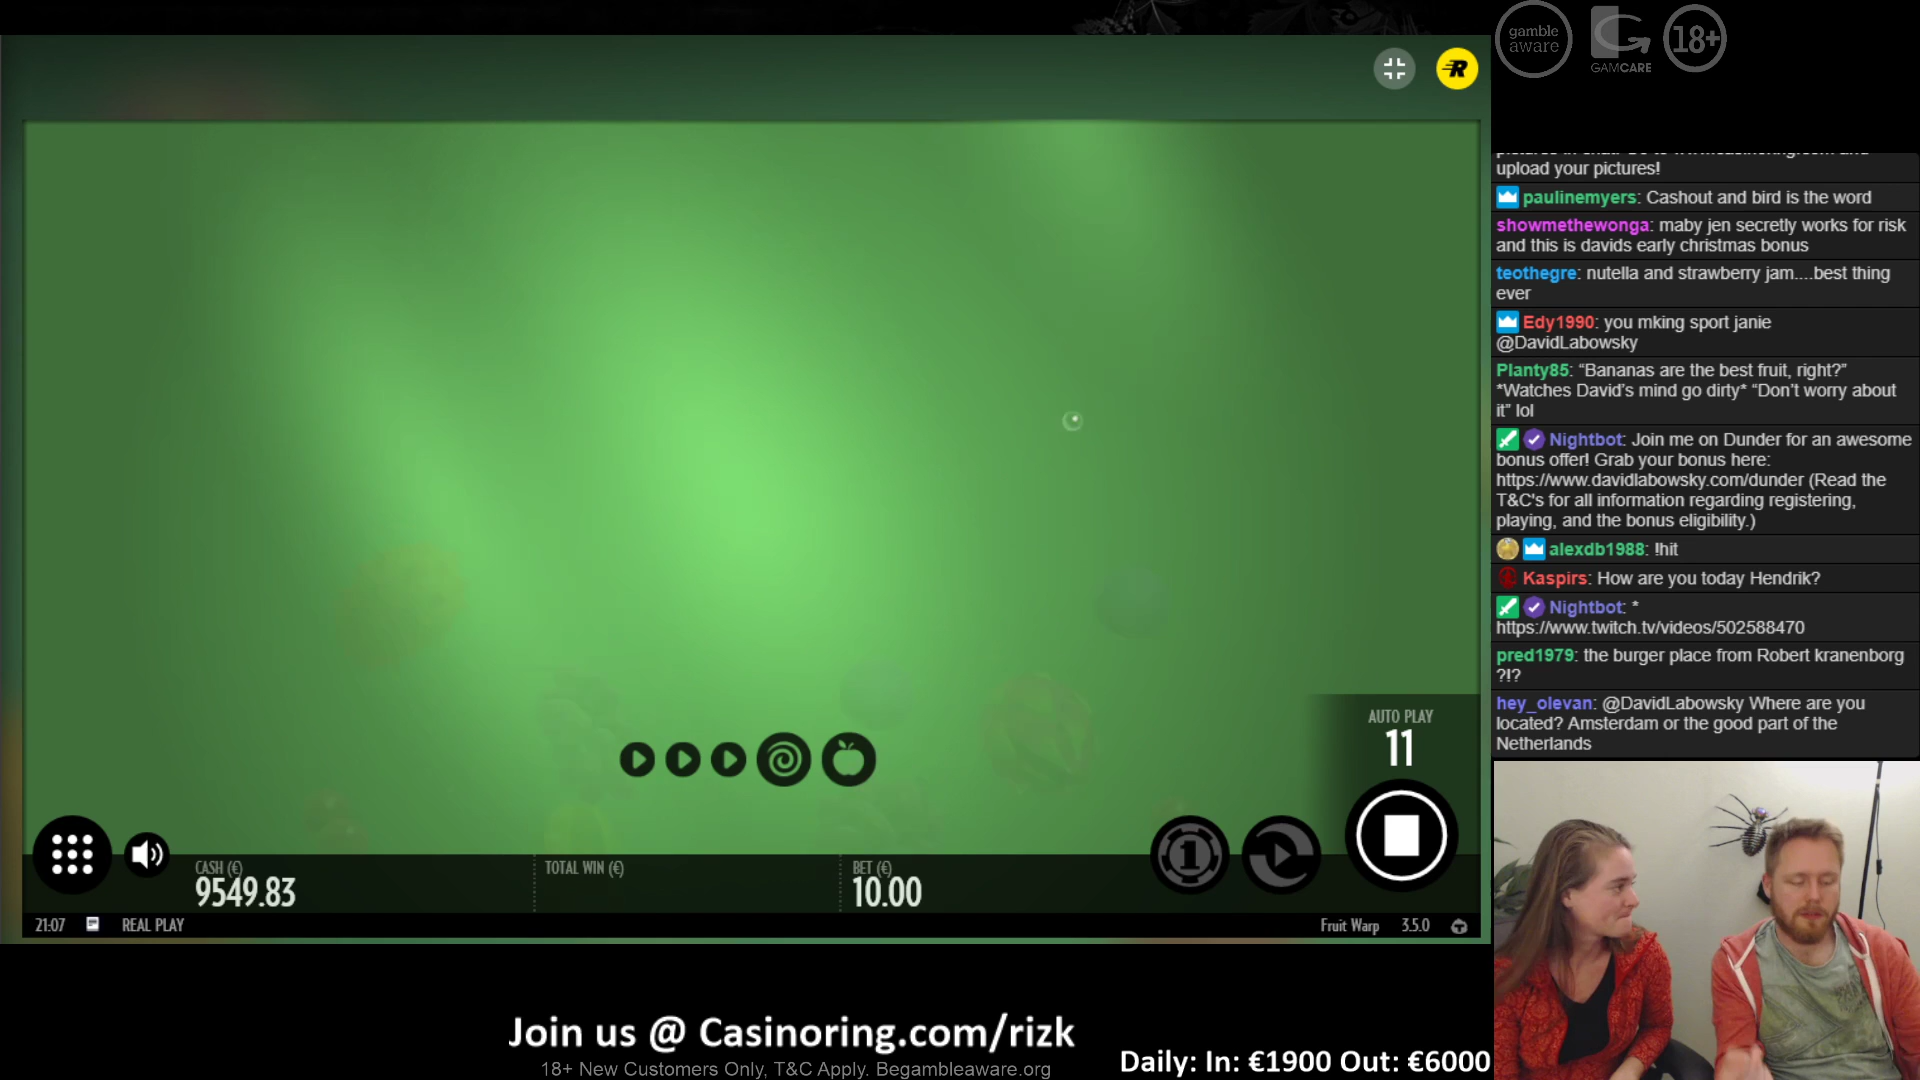 gamble
aware
GAMCARE
18+
upload your pictures!
paulinemyers: Cashout and bird is the word
showmethewonga: maby jen secretly works for risk
and this is davids early christmas bonus
teothegre: nutella and strawberry jam....best thing
ever
Edy1990: you mking sport janie
@DavidLabowsky
Planty85: “Bananas are the best fruit, right?”
*Watches David’s mind go dirty* “Don’t worry about
it” lol
Nightbot: Join me on Dunder for an awesome
bonus offer! Grab your bonus here:
https://www.davidlabowsky.com/dunder (Read the
T&C's for all information regarding registering,
playing, and the bonus eligibility.)
alexdb1988: !hit
Kaspirs: How are you today Hendrik?
Nightbot: *
https://www.twitch.tv/videos/502588470
pred1979: the burger place from Robert kranenborg
?!?
hey_olevan: @DavidLabowsky Where are you
located? Amsterdam or the good part of the
Netherlands
R
AUTO PLAY
11
1
CASH (€)
9549.83
TOTAL WIN (€)
BET (€)
10.00
21:07
REAL PLAY
Fruit Warp
3.5.0
Join us @ Casinoring.com/rizk
18+ New Customers Only, T&C Apply. Begambleaware.org
Daily: In: €1900 Out: €6000